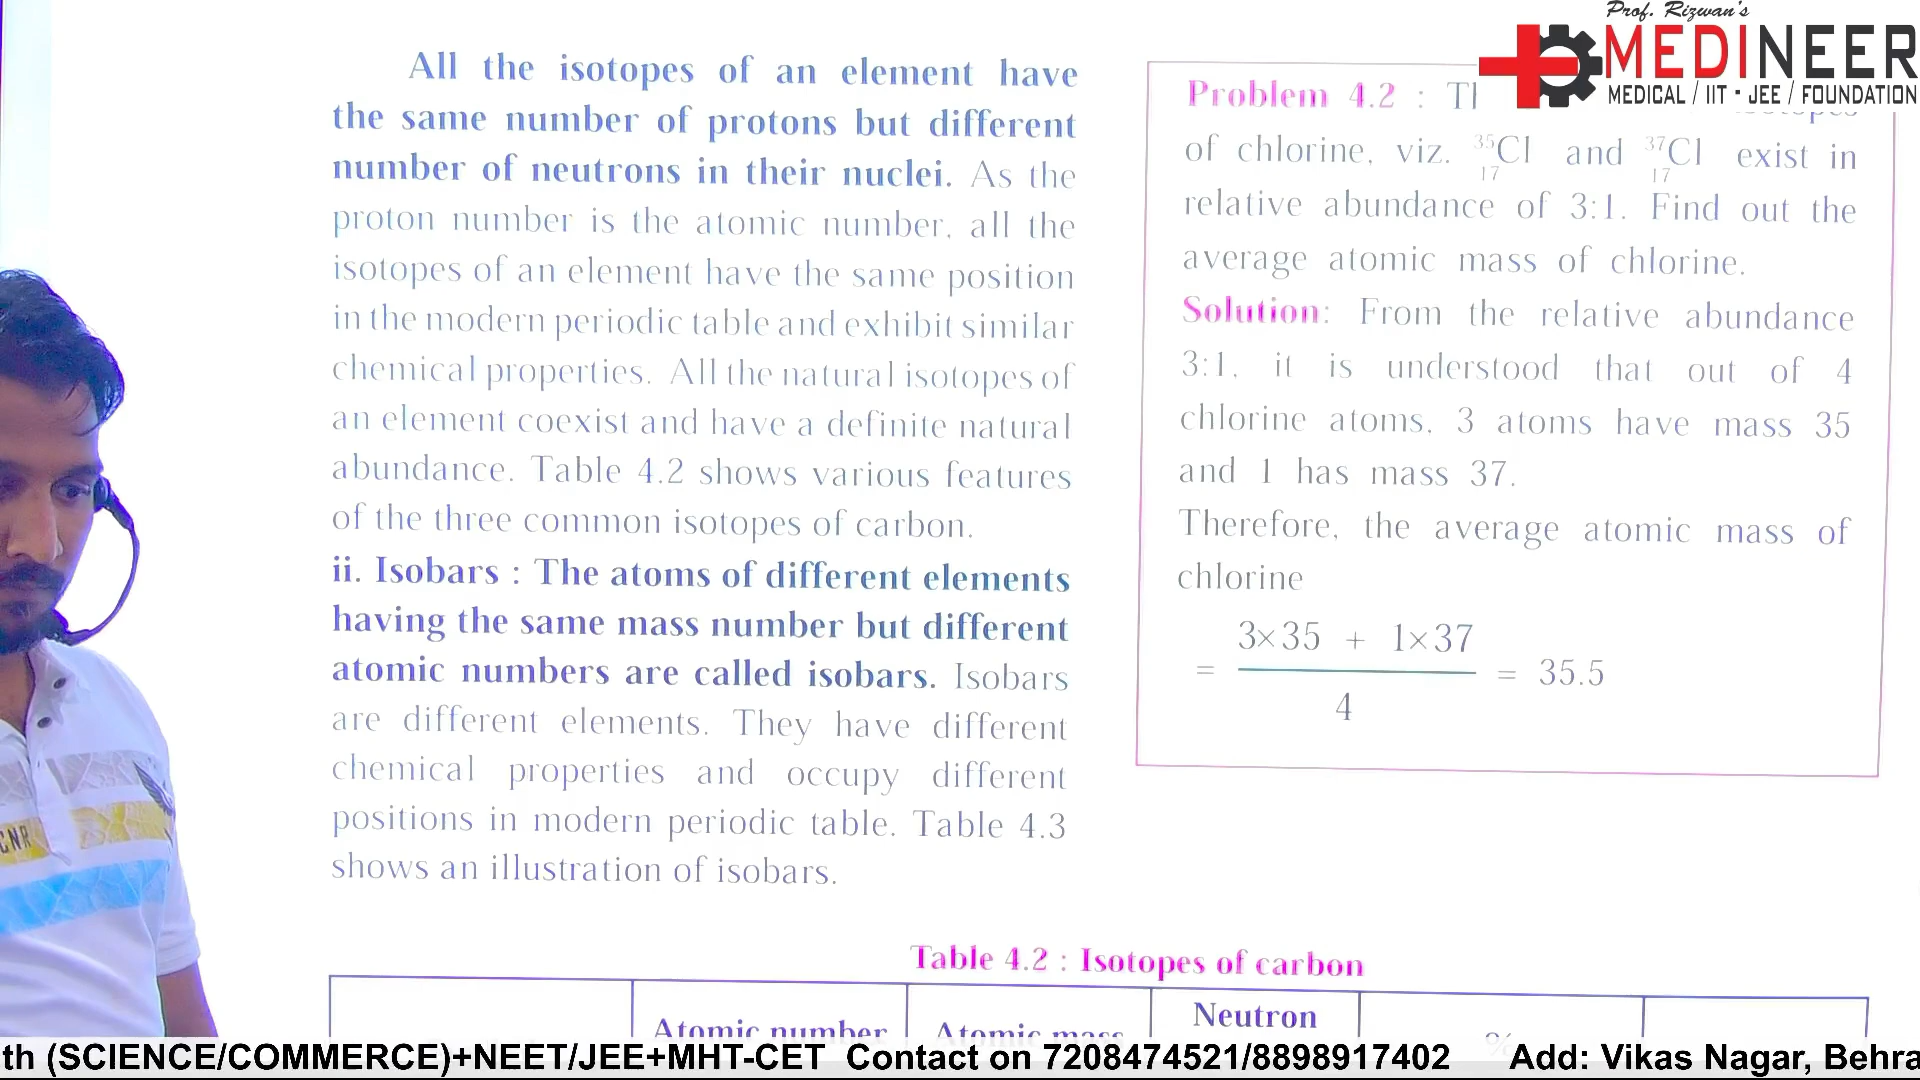 Prof. Rizwan's
MEDINEER
MEDICAL / IIT - JEE / FOUNDATION
All the isotopes of an element have
the same number of protons but different
number of neutrons in their nuclei. As the
proton number is the atomic number, all the
isotopes of an element have the same position
in the modern periodic table and exhibit similar
chemical properties. All the natural isotopes of
an element coexist and have a definite natural
abundance. Table 4.2 shows various features
of the three common isotopes of carbon.
ii. Isobars : The atoms of different elements
having the same mass number but different
atomic numbers are called isobars. Isobars
are different elements. They have different
chemical properties and occupy different
positions in modern periodic table. Table 4.3
shows an illustration of isobars.
Problem 4.2 :
of chlorine, viz. ³⁵₁₇Cl and ³⁷₁₇Cl exist in
relative abundance of 3:1. Find out the
average atomic mass of chlorine.
Solution: From the relative abundance
3:1, it is understood that out of 4
chlorine atoms, 3 atoms have mass 35
and 1 has mass 37.
Therefore, the average atomic mass of
chlorine
3×35 + 1×37
= = 35.5
4
Table 4.2 : Isotopes of carbon
Neutron
Atomic number Atomic mass %
CNR
th (SCIENCE/COMMERCE)+NEET/JEE+MHT-CET Contact on 7208474521/8898917402 Add: Vikas Nagar, Behra